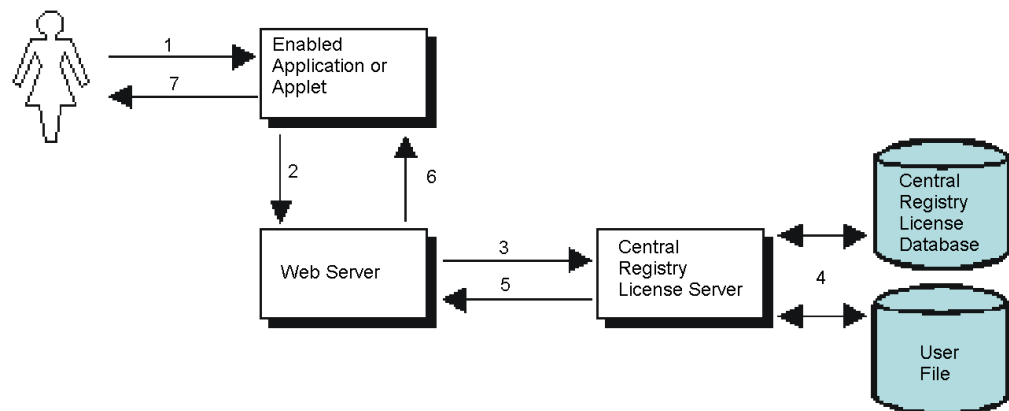 1
Enabled
Application or
Applet
7
2
6
Web Server
3
5
Central
Registry
License Server
4
Central
Registry
License
Database
User
File